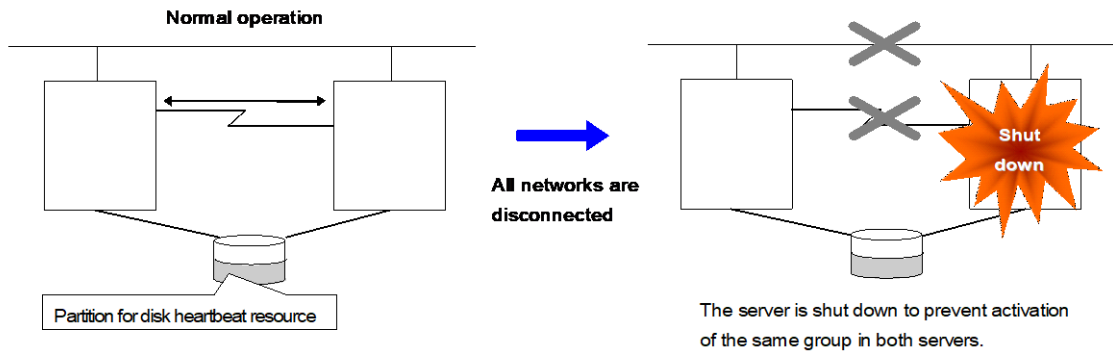 Normal operation
Partition for disk heartbeat resource
All networks are
disconnected
Shut
down
The server is shut down to prevent activation
of the same group in both servers.